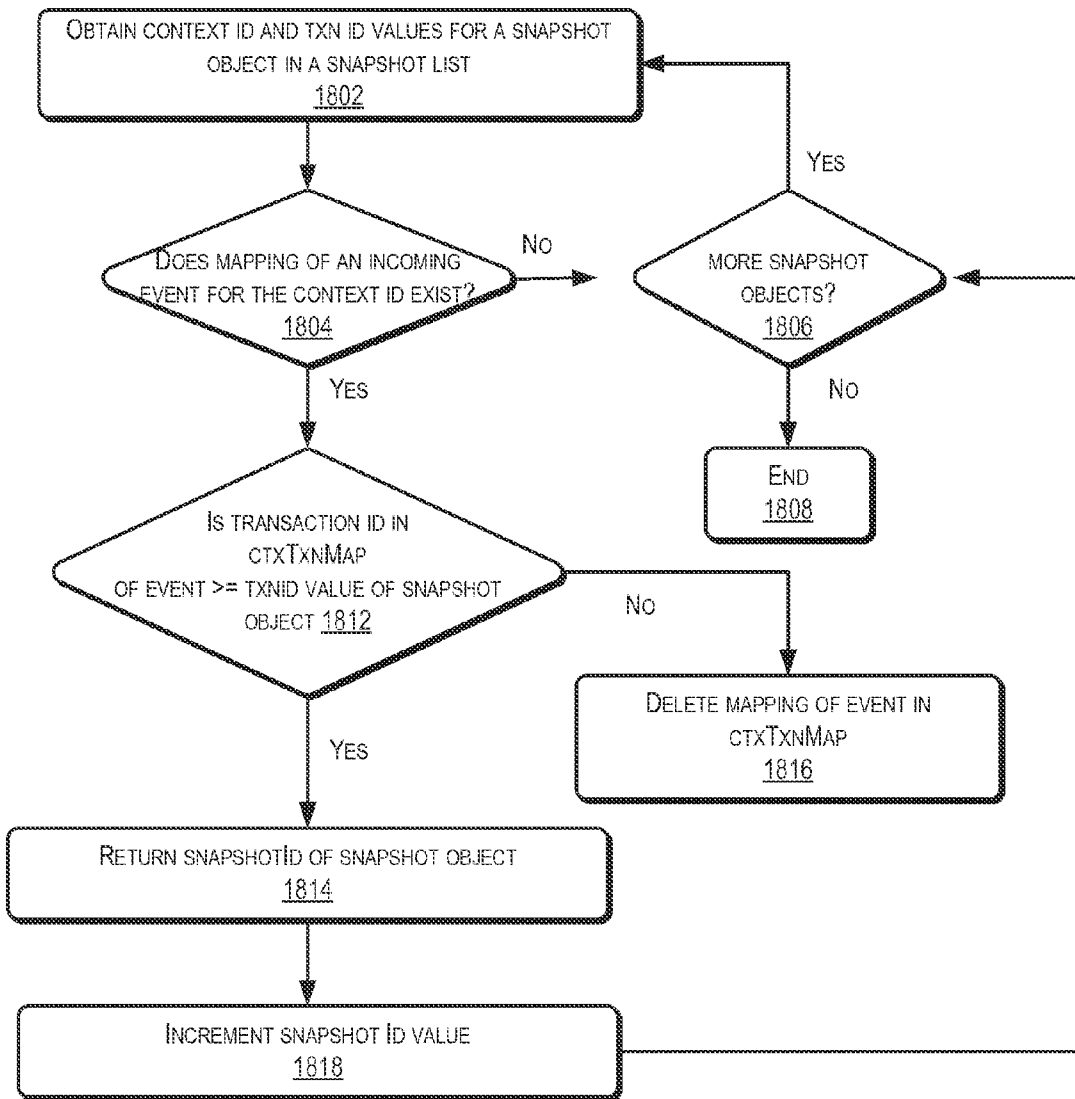 OBTAIN CONTEXT ID AND TXN ID VALUES FOR A SNAPSHOT
OBJECT IN A SNAPSHOT LIST
1802
YES
DOES MAPPING OF AN INCOMING
EVENT FOR THE CONTEXT ID EXIST?
1804
NO
MORE SNAPSHOT
OBJECTS?
1806
YES
NO
END
1808
IS TRANSACTION ID IN
CTXTXNMAP
OF EVENT >= TXNID VALUE OF SNAPSHOT
OBJECT 1812
NO
DELETE MAPPING OF EVENT IN
CTXTXNMAP
1816
YES
RETURN SNAPSHOTID OF SNAPSHOT OBJECT
1814
INCREMENT SNAPSHOT ID VALUE
1818